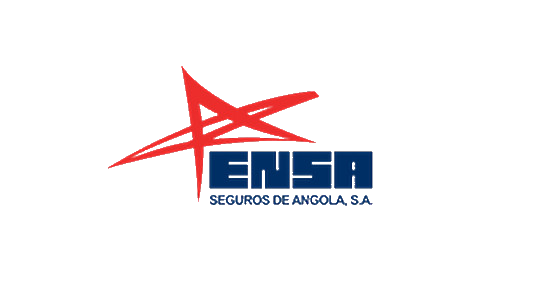 ENSA
SEGUROS DE ANGOLA, S.A.